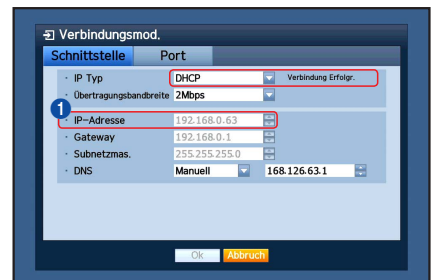 Verbindungsmod.
Schnittstelle Port
· IP Typ DHCP Verbindung Erfolgr.
· Übertragungsbandbreite 2Mbps
1
· IP-Adresse 192.168.0.63
· Gateway 192.168.0.1
· Subnetzmas. 255.255.255.0
· DNS Manuell 168.126.63.1
Ok Abbruch